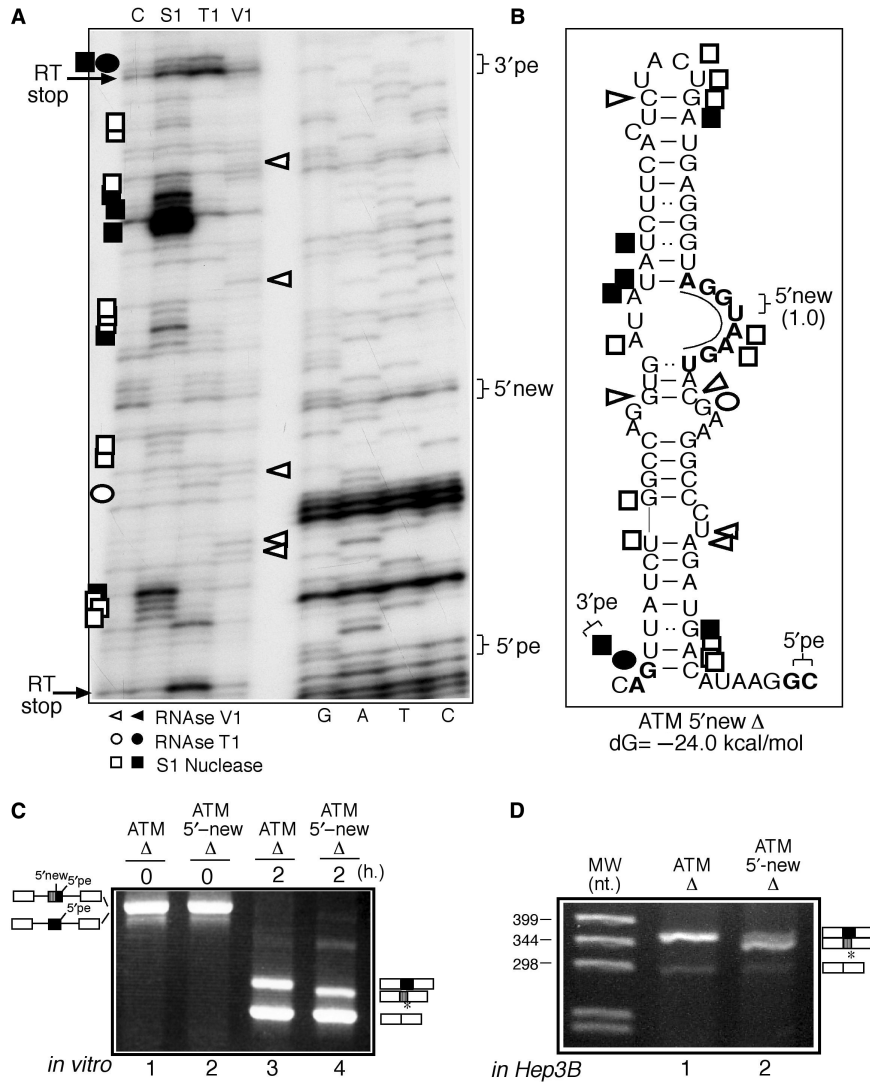 A
C S1 T1 V1
RT
stop
3′pe
5′new
5′pe
RT
stop
G A T C
RNAse V1
RNAse T1
S1 Nuclease
B
5′new
(1.0)
3′pe
5′pe
CAG
CAUAAGGC
ATM 5′new Δ
dG= −24.0 kcal/mol
C
ATM
Δ
0
ATM
5′−new
Δ
0
ATM
Δ
2
ATM
5′−new
Δ
2
(h.)
5′new
5′pe
5′pe
*
in vitro 1 2 3 4
D
MW
(nt.)
ATM
Δ
ATM
5′-new
Δ
399
344
298
*
in Hep3B 1 2